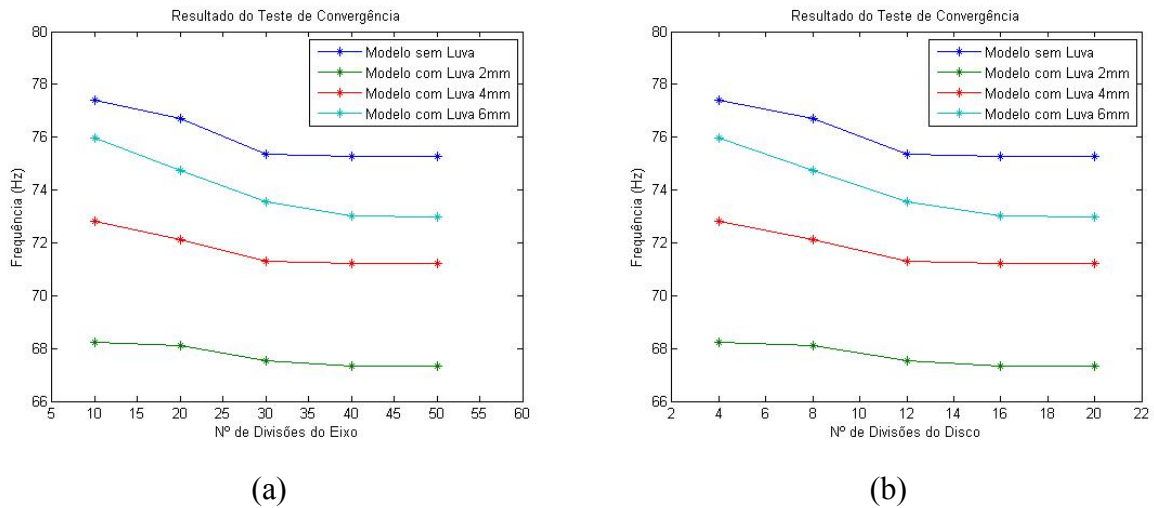 Resultado do Teste de Convergência
Frequência (Hz)
80
78
76
74
72
70
68
66
Modelo sem Luva
Modelo com Luva 2mm
Modelo com Luva 4mm
Modelo com Luva 6mm
5 10 15 20 25 30 35 40 45 50 55 60
Nº de Divisões do Eixo
(a)
Resultado do Teste de Convergência
Frequência (Hz)
80
78
76
74
72
70
68
66
Modelo sem Luva
Modelo com Luva 2mm
Modelo com Luva 4mm
Modelo com Luva 6mm
2 4 6 8 10 12 14 16 18 20 22
Nº de Divisões do Disco
(b)